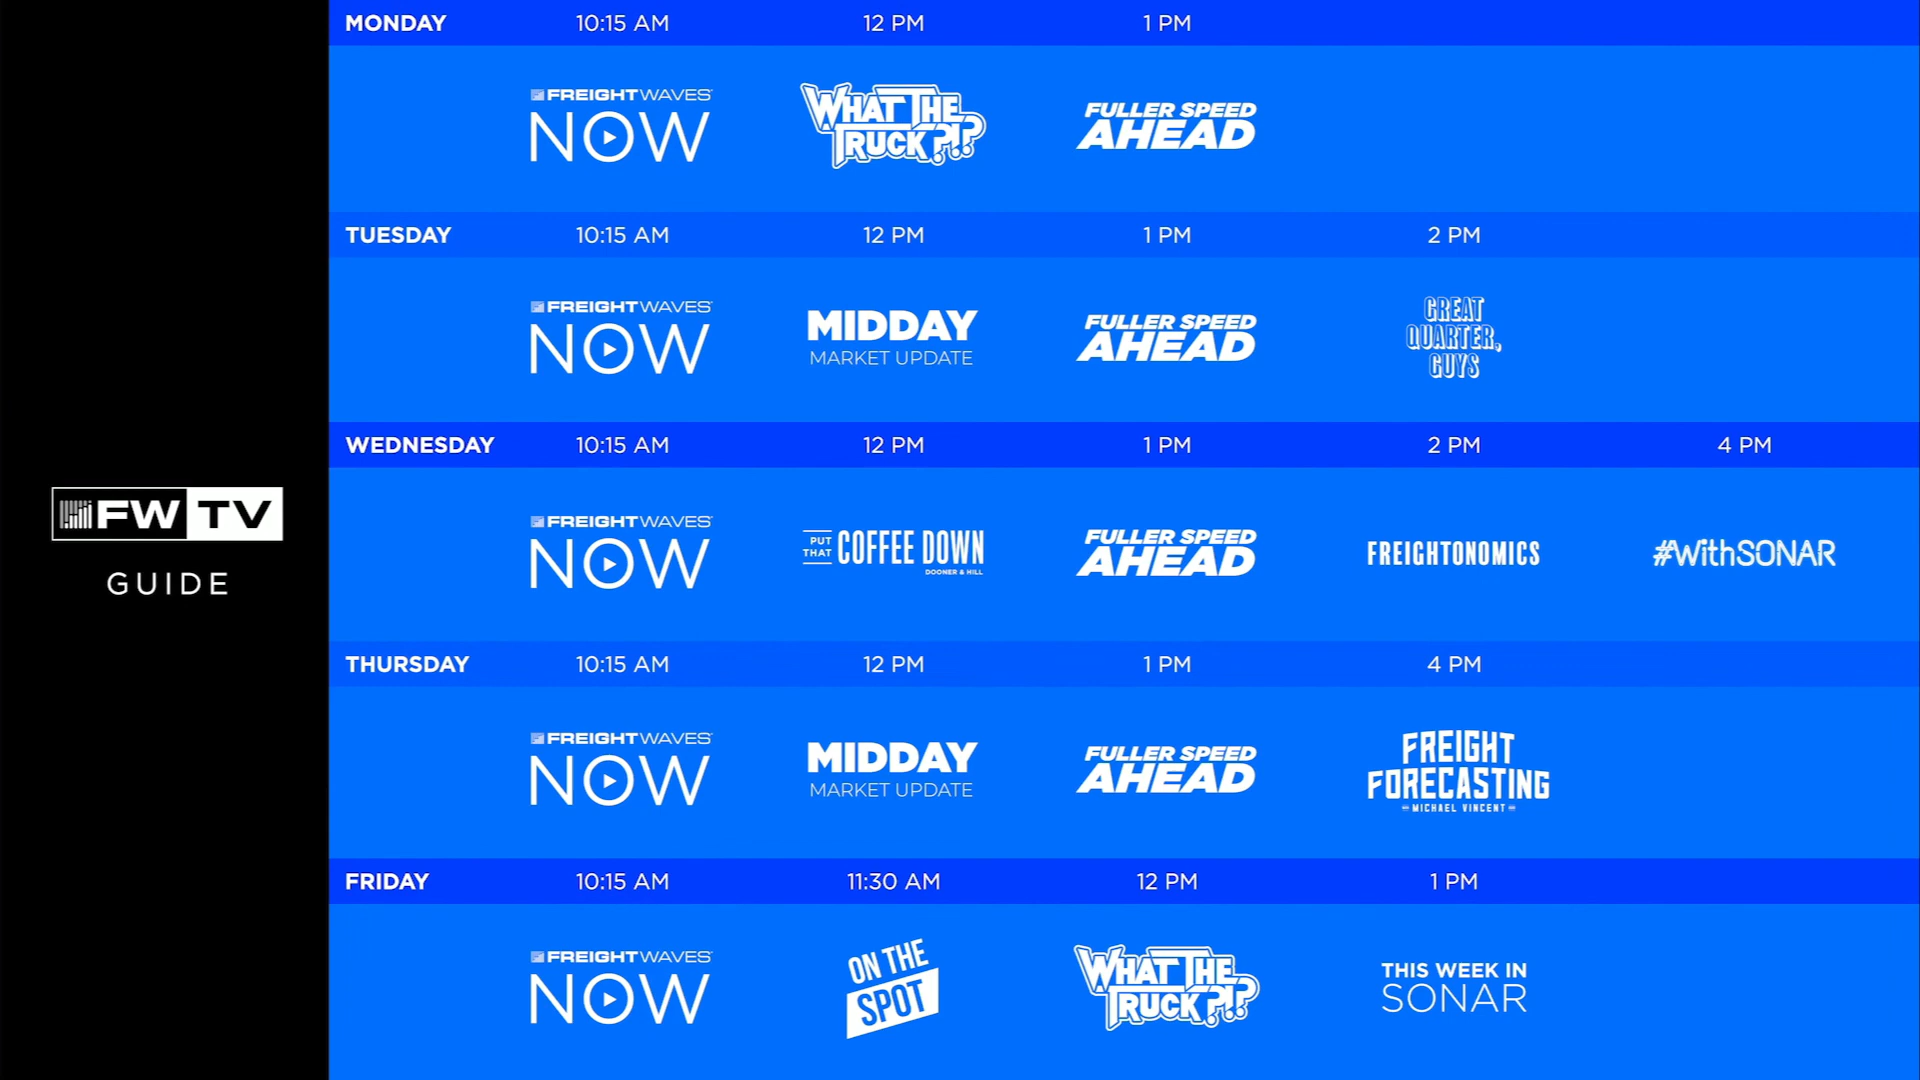 MONDAY 10:15 AM 12 PM 1 PM
FREIGHTWAVES
NOW
WHAT THE
TRUCK?!?
FULLER SPEED
AHEAD
TUESDAY 10:15 AM 12 PM 1 PM 2 PM
FREIGHTWAVES
NOW
MIDDAY
MARKET UPDATE
FULLER SPEED
AHEAD
GREAT
QUARTER,
GUYS
WEDNESDAY 10:15 AM 12 PM 1 PM 2 PM 4 PM
FREIGHTWAVES
NOW
PUT
THAT
COFFEE DOWN
DOONER & HILL
FULLER SPEED
AHEAD
FREIGHTONOMICS
#WithSONAR
FWTV
GUIDE
THURSDAY 10:15 AM 12 PM 1 PM 4 PM
FREIGHTWAVES
NOW
MIDDAY
MARKET UPDATE
FULLER SPEED
AHEAD
FREIGHT
FORECASTING
MICHAEL VINCENT
FRIDAY 10:15 AM 11:30 AM 12 PM 1 PM
FREIGHTWAVES
NOW
ON THE
SPOT
WHAT THE
TRUCK?!?
THIS WEEK IN
SONAR